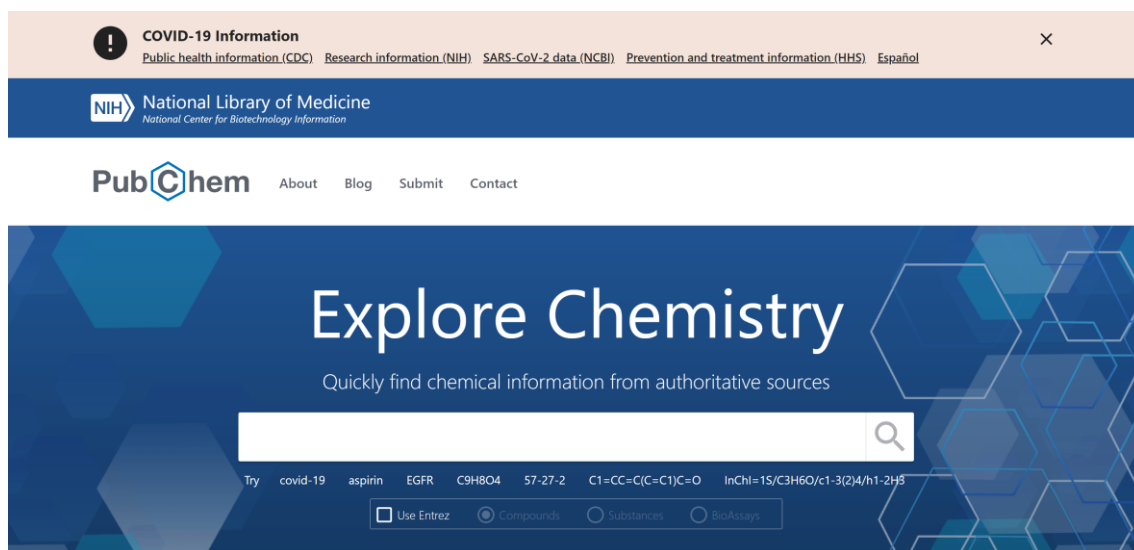 COVID-19 Information
Public health information (CDC) Research information (NIH) SARS-CoV-2 data (NCBI) Prevention and treatment information (HHS) Español
NIH National Library of Medicine
National Center for Biotechnology Information
PubChem About Blog Submit Contact
Explore Chemistry
Quickly find chemical information from authoritative sources
Try covid-19 aspirin EGFR C9H8O4 57-27-2 C1=CC=C(C=C1)C=O InChI=1S/C3H6O/c1-3(2)4/h1-2H3
Use Entrez Compounds Substances BioAssays